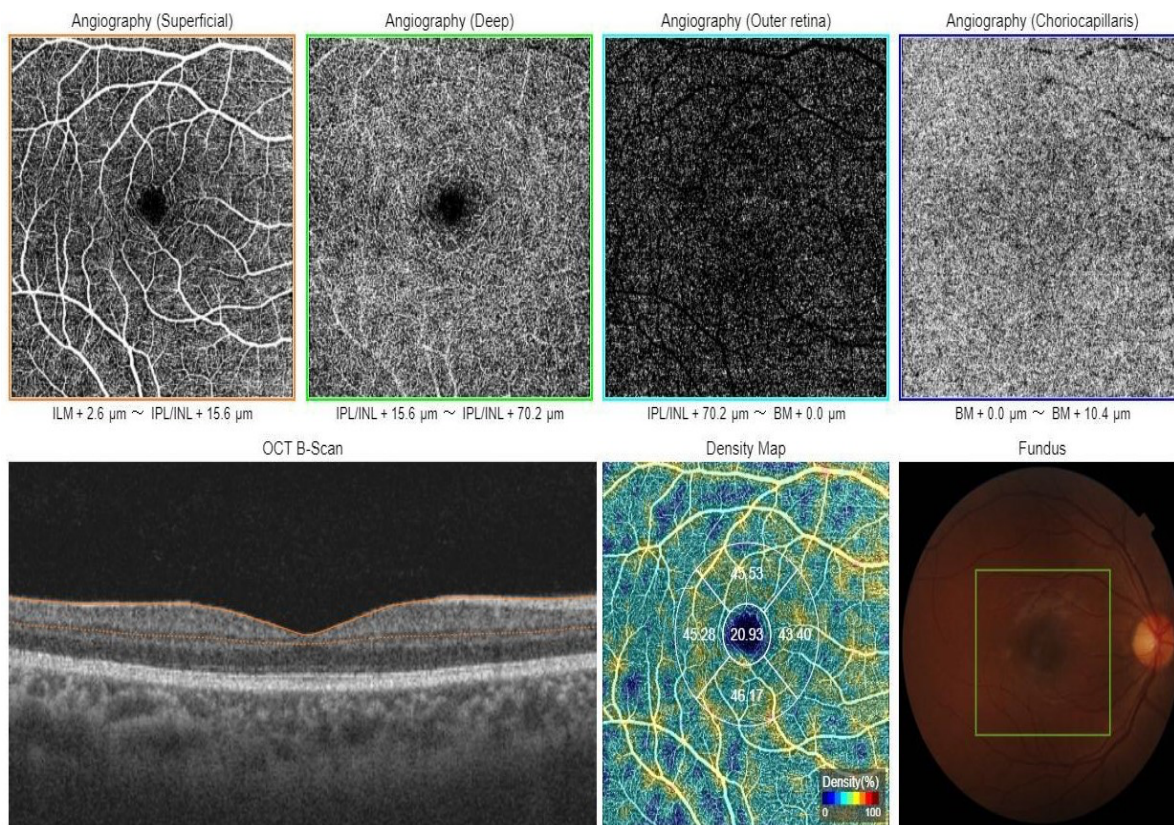 Angiography (Superficial)
Angiography (Deep)
Angiography (Outer retina)
Angiography (Choriocapillaris)
ILM + 2.6 µm ～ IPL/INL + 15.6 µm
IPL/INL + 15.6 µm ～ IPL/INL + 70.2 µm
IPL/INL + 70.2 µm ～ BM + 0.0 µm
BM + 0.0 µm ～ BM + 10.4 µm
OCT B-Scan
Density Map
Fundus
45.53
45.28 20.93 43.40
46.17
Density(%)
0 100